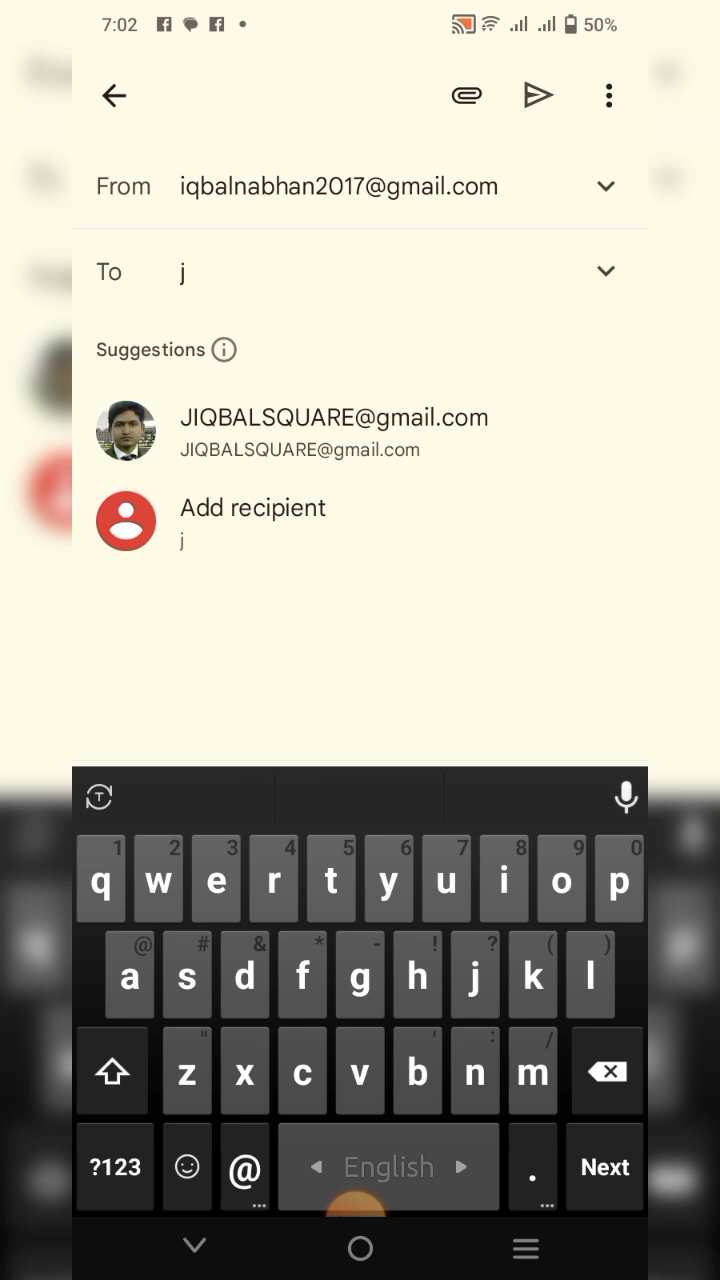 7:02 50%
From iqbalnabhan2017@gmail.com
To j
Suggestions
JIQBALSQUARE@gmail.com
JIQBALSQUARE@gmail.com
Add recipient
j
1 2 3 4 5 6 7 8 9 0
q w e r t y u i o p
@ # & * - ! ? ( )
a s d f g h j k l
" ' : /
z x c v b n m
?123 @ English . Next